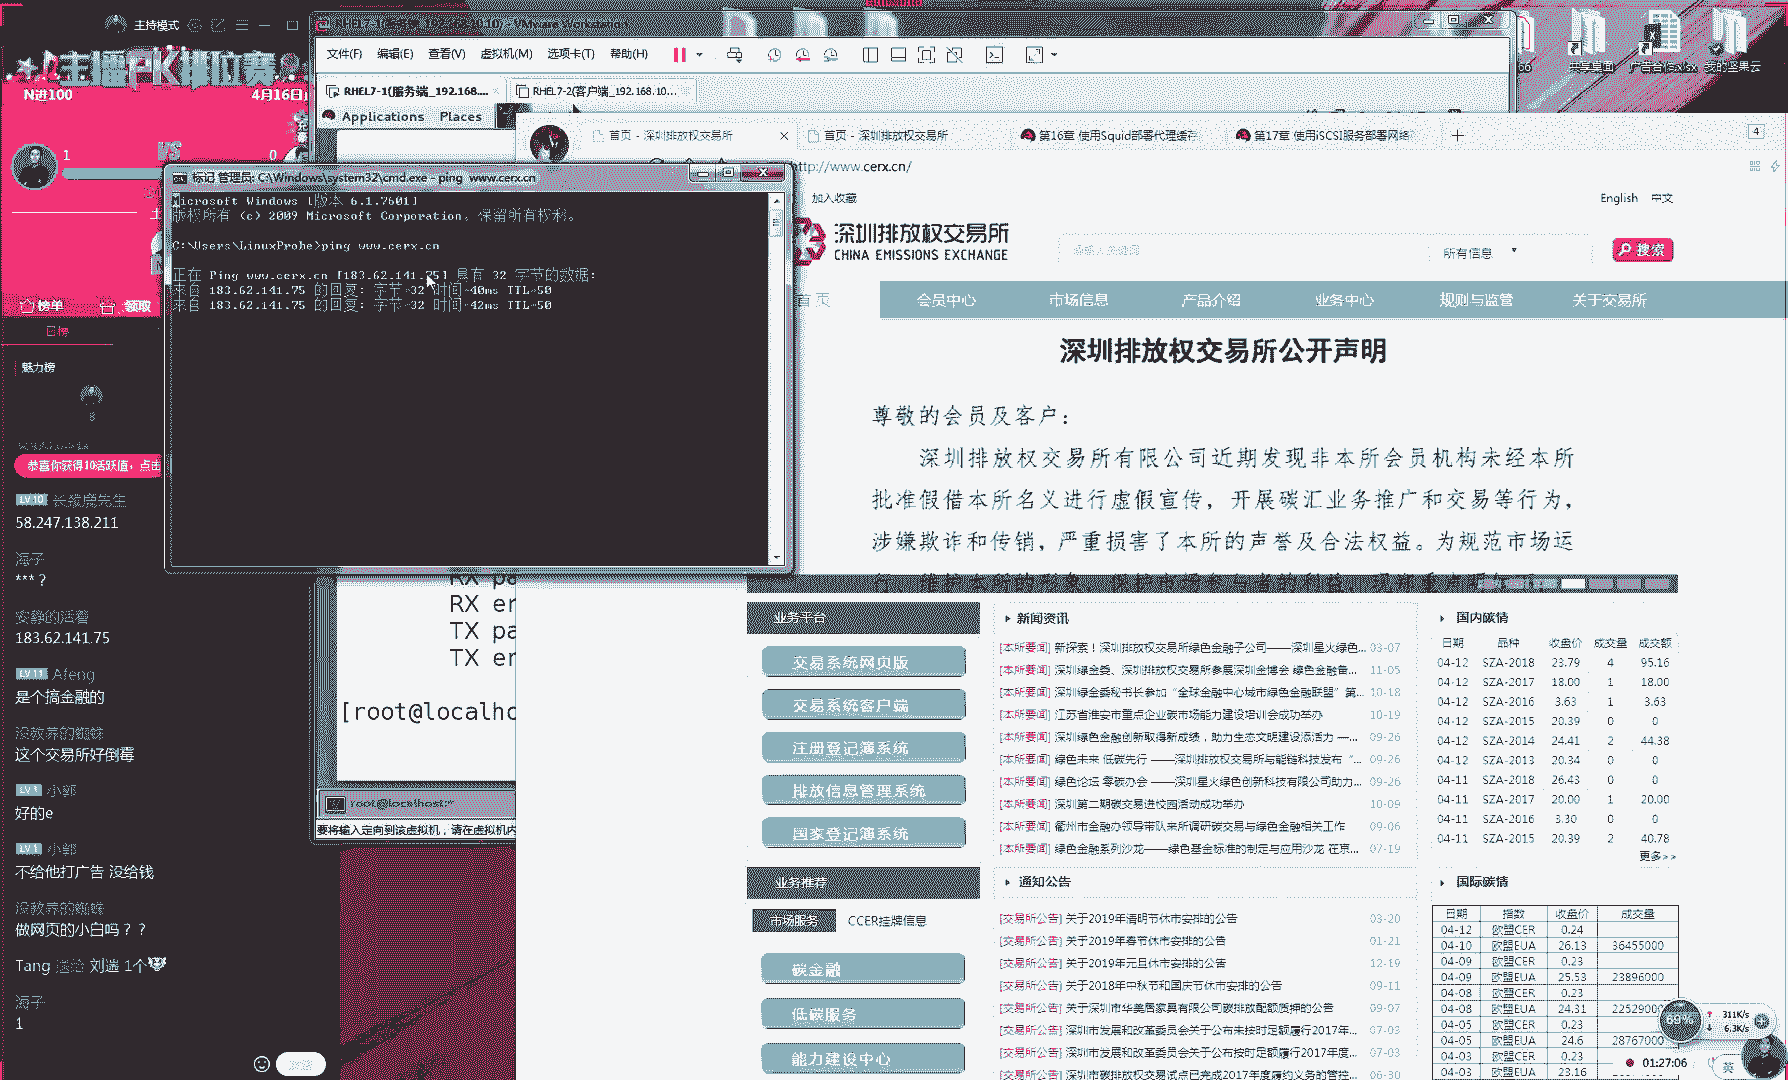 主持模式
主播PK排位赛
N进100
4月16日
1
VS
0
榜单
领取
日榜
魅力榜
恭喜你获得10活跃值，点击
LV 10
58.247.138.211
海子
*** ?
安静的活着
183.62.141.75
LV 11 Afeng
是个搞金融的
没教养的蜘蛛
这个交易所好倒霉
LV 1 小郭
好的e
LV 1 小郭
不给他打广告 没给钱
没教养的蜘蛛
做网页的小白吗？？
Tang 送给 刘遄 1个
海子
1
文件(F) 编辑(E) 查看(V) 虚拟机(M) 选项卡(T) 帮助(H)
RHEL7-1(服务端_192.168....
RHEL7-2(客户端_192.168.10...
Applications Places
标记 管理员: C:\Windows\system32\cmd.exe - ping www.cerx.cn
Microsoft Windows [版本 6.1.7601]
版权所有 (c) 2009 Microsoft Corporation。保留所有权利。
C:\Users\LinuxProbe>ping www.cerx.cn
正在 Ping www.cerx.cn [183.62.141.75] 具有 32 字节的数据:
来自 183.62.141.75 的回复: 字节=32 时间=40ms TTL=50
来自 183.62.141.75 的回复: 字节=32 时间=42ms TTL=50
RX pa
RX er
TX pa
TX er
[root@localho
root@localhost:~
要将输入定向到该虚拟机，请在虚拟机内
广告合作.xlsx
我的坚果云
首页 - 深圳排放权交易所
首页 - 深圳排放权交易所
第16章 使用Squid部署代理缓存
第17章 使用iSCSI服务部署网络
4
http://www.cerx.cn/
加入收藏
English 中文
深圳排放权交易所
CHINA EMISSIONS EXCHANGE
请输入关键词
所有信息
搜索
首 页
会员中心
市场信息
产品介绍
业务中心
规则与监管
关于交易所
深圳排放权交易所公开声明
尊敬的会员及客户：
深圳排放权交易所有限公司近期发现非本所会员机构未经本所
批准假借本所名义进行虚假宣传，开展碳汇业务推广和交易等行为，
涉嫌欺诈和传销，严重损害了本所的声誉及合法权益。为规范市场运
业务平台
交易系统网页版
交易系统客户端
注册登记簿系统
排放信息管理系统
国家登记簿系统
业务推荐
市场服务 CCER挂牌信息
碳金融
低碳服务
能力建设中心
新闻资讯
[本所要闻] 新探索！深圳排放权交易所绿色金融子公司——深圳星火绿色... 03-07
[本所要闻] 深圳绿金委、深圳排放权交易所参展深圳金博会 绿色金融备... 11-05
[本所要闻] 深圳绿金委秘书长参加“全球金融中心城市绿色金融联盟”第... 10-18
[本所要闻] 江苏省淮安市重点企业碳市场能力建设培训会成功举办 10-19
[本所要闻] 深圳绿色金融创新取得新成绩，助力生态文明建设添活力 —... 09-26
[本所要闻] 绿色未来 低碳先行 ——深圳排放权交易所与能链科技发布“... 09-26
[本所要闻] 绿色论坛 零碳办会 ——深圳星火绿色创新科技有限公司助力... 09-26
[本所要闻] 深圳第二期碳交易进校园活动成功举办 10-09
[本所要闻] 衢州市金融办领导带队来所调研碳交易与绿色金融相关工作 09-06
[本所要闻] 绿色金融系列沙龙——绿色基金标准的制定与应用沙龙 在京... 07-19
通知公告
[交易所公告] 关于2019年清明节休市安排的公告 03-20
[交易所公告] 关于2019年春节休市安排的公告 01-21
[交易所公告] 关于2019年元旦休市安排的公告 12-19
[交易所公告] 关于2018年中秋节和国庆节休市安排的公告 09-11
[交易所公告] 关于深圳市华美居家具有限公司碳排放配额质押的公告 09-07
[交易所公告] 深圳市发展和改革委员会关于公布未按时足额履行2017年... 07-03
[交易所公告] 深圳市发展和改革委员会关于公布按时足额履行2017年度... 07-03
[交易所公告] 深圳市碳排放权交易试点已完成2017年度履约义务的管控... 06-30
国内碳情
日期 品种 收盘价 成交量 成交额
04-12 SZA-2018 23.79 4 95.16
04-12 SZA-2017 18.00 1 18.00
04-12 SZA-2016 3.63 1 3.63
04-12 SZA-2015 20.39 0 0
04-12 SZA-2014 24.41 2 44.38
04-12 SZA-2013 20.34 0 0
04-11 SZA-2018 26.43 0 0
04-11 SZA-2017 20.00 1 20.00
04-11 SZA-2016 3.30 0 0
04-11 SZA-2015 20.39 2 40.78
更多>>
国际碳情
日期 指数 收盘价 成交量
04-12 欧盟CER 0.24
04-10 欧盟EUA 26.13 36455000
04-09 欧盟CER 0.23
04-09 欧盟EUA 25.53 23896000
04-08 欧盟CER 0.23
04-08 欧盟EUA 24.31 22529000
04-05 欧盟CER 0.23
04-05 欧盟EUA 24.6 28767000
04-03 欧盟CER 0.23
04-03 欧盟EUA 23.16
69%
311K/s
6.3K/s
01:27:06
英